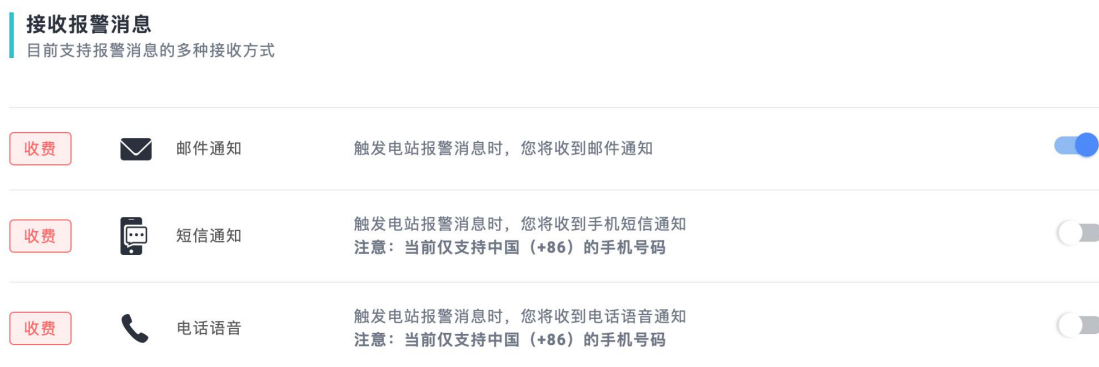 接收报警消息
目前支持报警消息的多种接收方式
收费 邮件通知 触发电站报警消息时，您将收到邮件通知
收费 短信通知 触发电站报警消息时，您将收到手机短信通知
注意：当前仅支持中国（+86）的手机号码
收费 电话语音 触发电站报警消息时，您将收到电话语音通知
注意：当前仅支持中国（+86）的手机号码